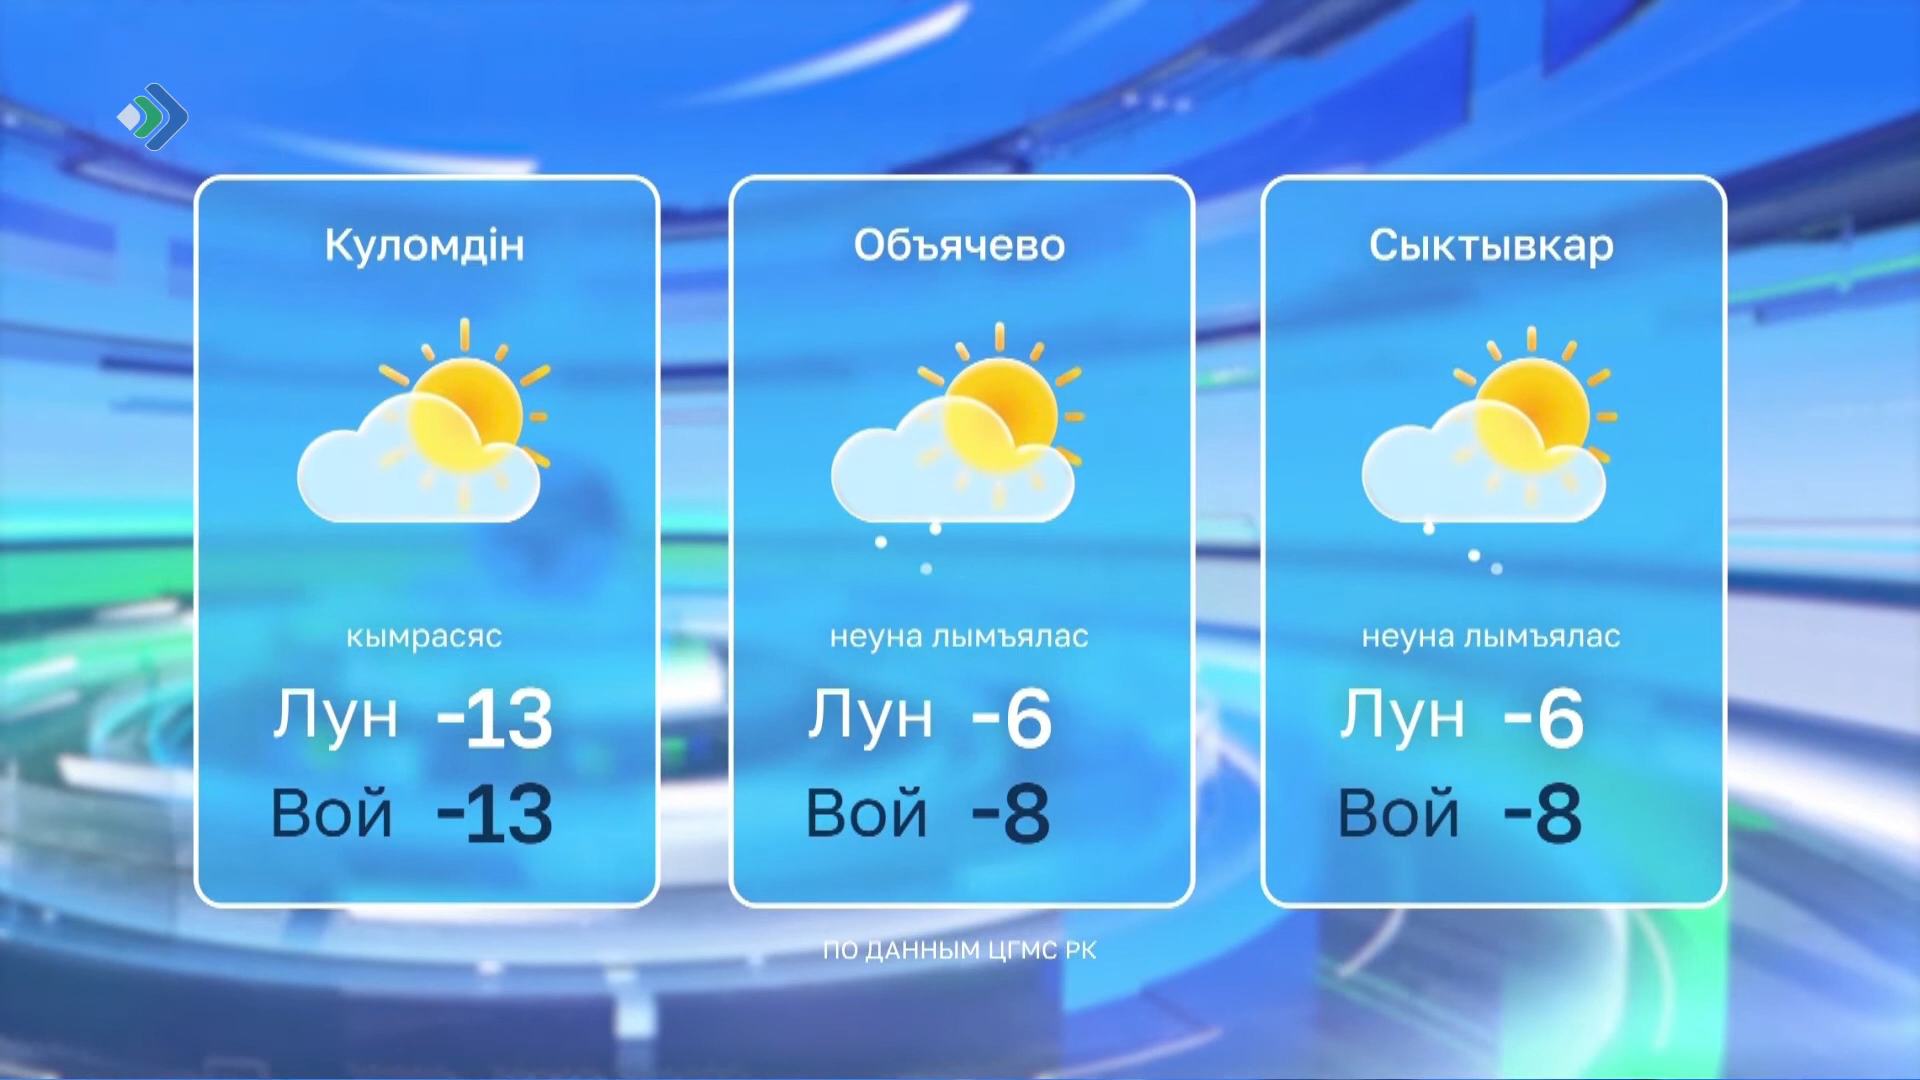 Куломдін
кымрасяс
Лун -13
Вой -13
Объячево
неуна лымъялас
Лун -6
Вой -8
Сыктывкар
неуна лымъялас
Лун -6
Вой -8
ПО ДАННЫМ ЦГМС РК